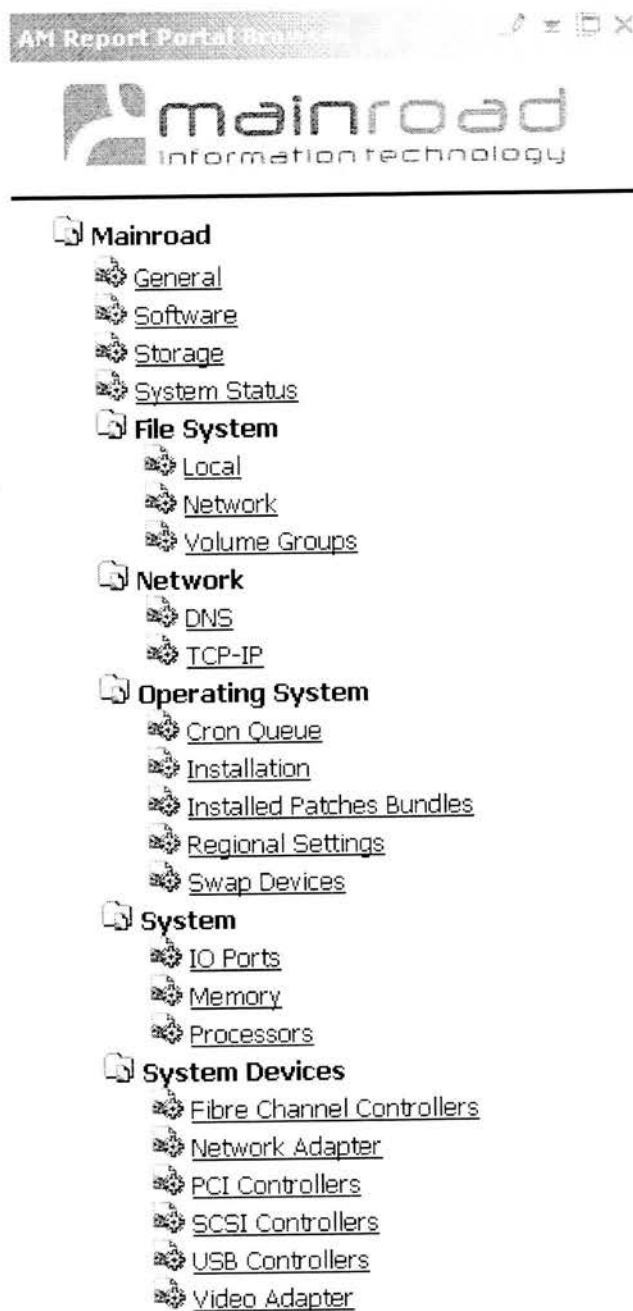 AM Report Portal
mainroad
information technology
Mainroad
General
Software
Storage
System Status
File System
Local
Network
Volume Groups
Network
DNS
TCP-IP
Operating System
Cron Queue
Installation
Installed Patches Bundles
Regional Settings
Swap Devices
System
IO Ports
Memory
Processors
System Devices
Fibre Channel Controllers
Network Adapter
PCI Controllers
SCSI Controllers
USB Controllers
Video Adapter